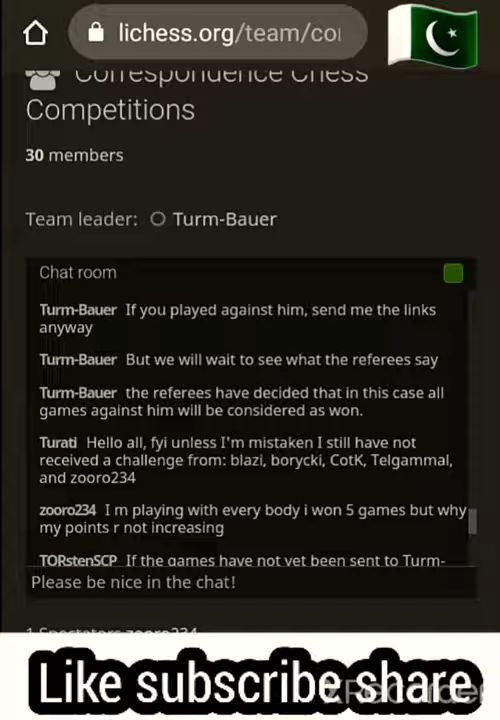 lichess.org/team/co
Correspondence Chess
Competitions
30 members
Team leader: Turm-Bauer
Chat room
Turm-Bauer If you played against him, send me the links
anyway
Turm-Bauer But we will wait to see what the referees say
Turm-Bauer the referees have decided that in this case all
games against him will be considered as won.
Turati Hello all, fyi unless I'm mistaken I still have not
received a challenge from: blazi, borycki, CotK, Telgammal,
and zooro234
zooro234 I m playing with every body i won 5 games but why
my points r not increasing
TORstenSCP If the games have not yet been sent to Turm-
Please be nice in the chat!
1 Spectators zooro234
Like subscribe share